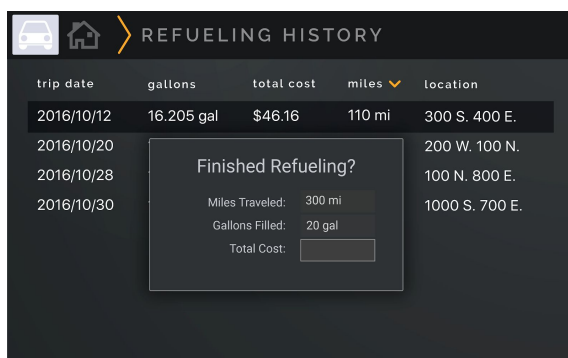 REFUELING HISTORY
trip date gallons total cost miles location
2016/10/12 16.205 gal $46.16 110 mi 300 S. 400 E.
2016/10/20 200 W. 100 N.
2016/10/28 100 N. 800 E.
2016/10/30 1000 S. 700 E.
Finished Refueling?
Miles Traveled: 300 mi
Gallons Filled: 20 gal
Total Cost: